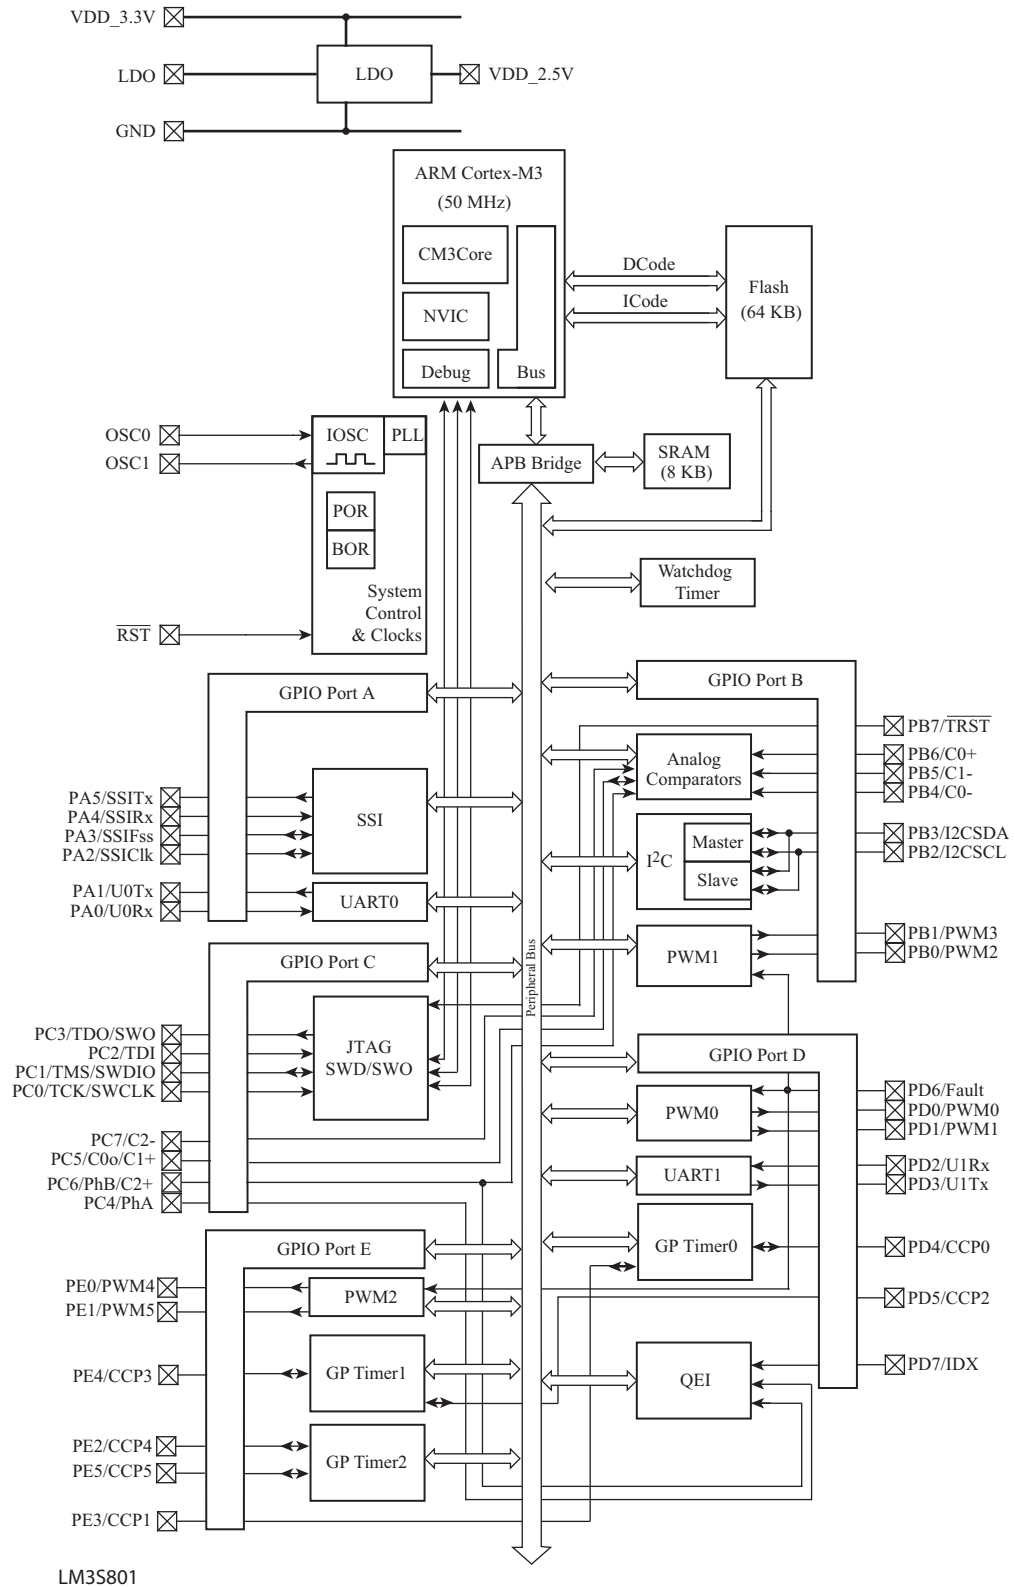 VDD_3.3V
LDO
LDO
VDD_2.5V
GND
ARM Cortex-M3
(50 MHz)
CM3Core
NVIC
Debug
Bus
DCode
ICode
Flash
(64 KB)
OSC0
OSC1
IOSC
PLL
POR
BOR
System
Control
& Clocks
RST
APB Bridge
SRAM
(8 KB)
Watchdog
Timer
GPIO Port A
PA5/SSITx
PA4/SSIRx
PA3/SSIFss
PA2/SSIClk
SSI
PA1/U0Tx
PA0/U0Rx
UART0
GPIO Port B
PB7/TRST
Analog
Comparators
PB6/C0+
PB5/C1-
PB4/C0-
I2C
Master
Slave
PB3/I2CSDA
PB2/I2CSCL
PWM1
PB1/PWM3
PB0/PWM2
Peripheral Bus
GPIO Port C
PC3/TDO/SWO
PC2/TDI
PC1/TMS/SWDIO
PC0/TCK/SWCLK
JTAG
SWD/SWO
PC7/C2-
PC5/C0o/C1+
PC6/PhB/C2+
PC4/PhA
GPIO Port D
PWM0
PD6/Fault
PD0/PWM0
PD1/PWM1
UART1
PD2/U1Rx
PD3/U1Tx
GP Timer0
PD4/CCP0
PD5/CCP2
QEI
PD7/IDX
GPIO Port E
PE0/PWM4
PE1/PWM5
PWM2
PE4/CCP3
GP Timer1
PE2/CCP4
PE5/CCP5
GP Timer2
PE3/CCP1
LM3S801